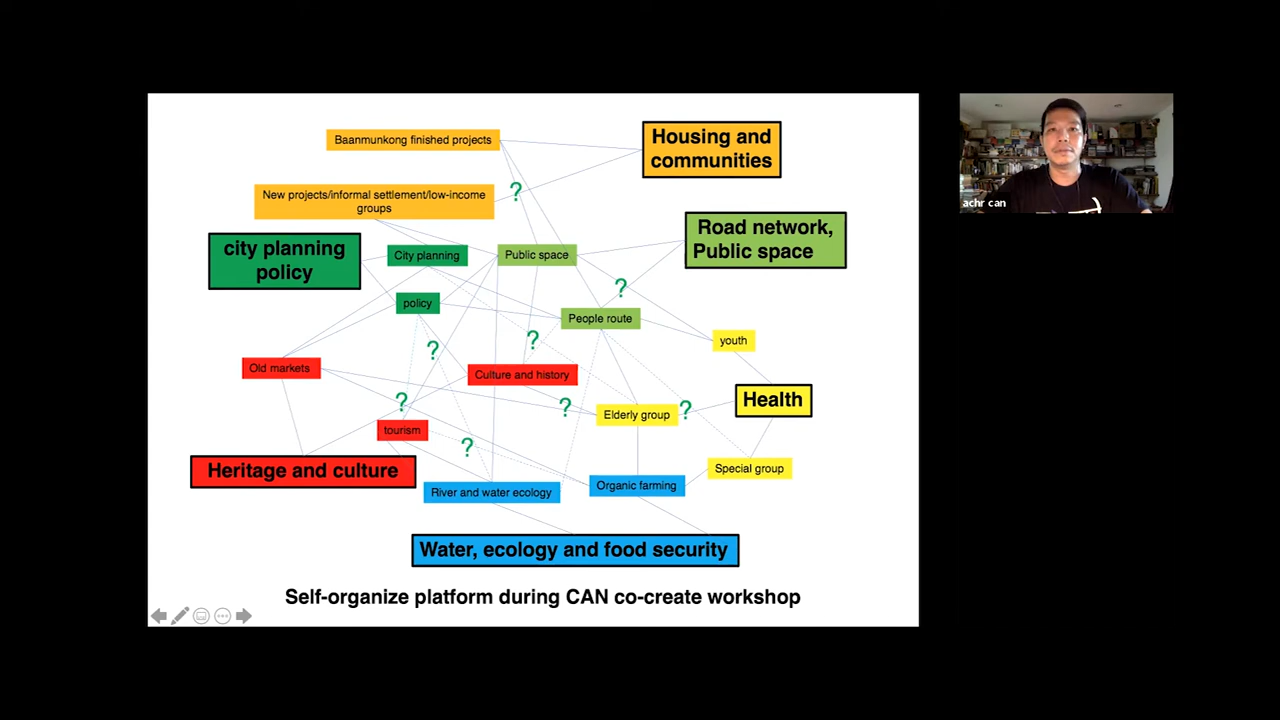 Baanmunkong finished projects
Housing and
communities
New projects/informal settlement/low-income
groups
?
achr can
Road network,
Public space
city planning
policy
City planning
Public space
?
policy
People route
?
youth
?
Old markets
Culture and history
?
Health
?
Elderly group
?
tourism
?
Heritage and culture
Special group
River and water ecology
Organic farming
Water, ecology and food security
Self-organize platform during CAN co-create workshop